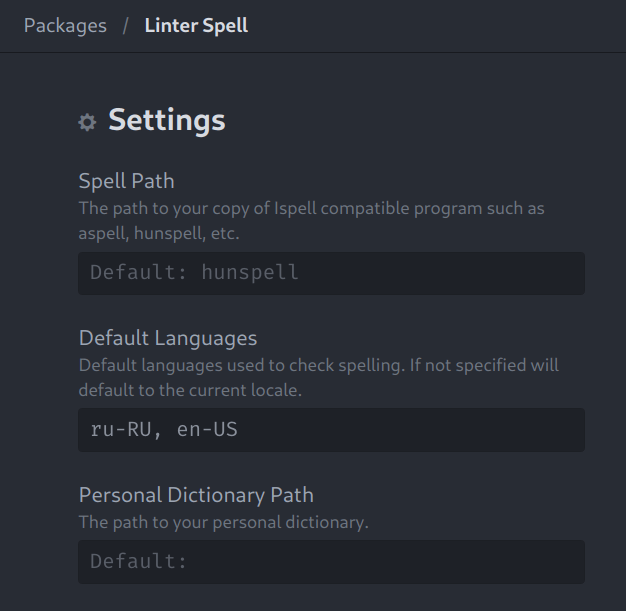 Packages / Linter Spell
Settings
Spell Path
The path to your copy of Ispell compatible program such as
aspell, hunspell, etc.
Default: hunspell
Default Languages
Default languages used to check spelling. If not specified will
default to the current locale.
ru-RU, en-US
Personal Dictionary Path
The path to your personal dictionary.
Default: